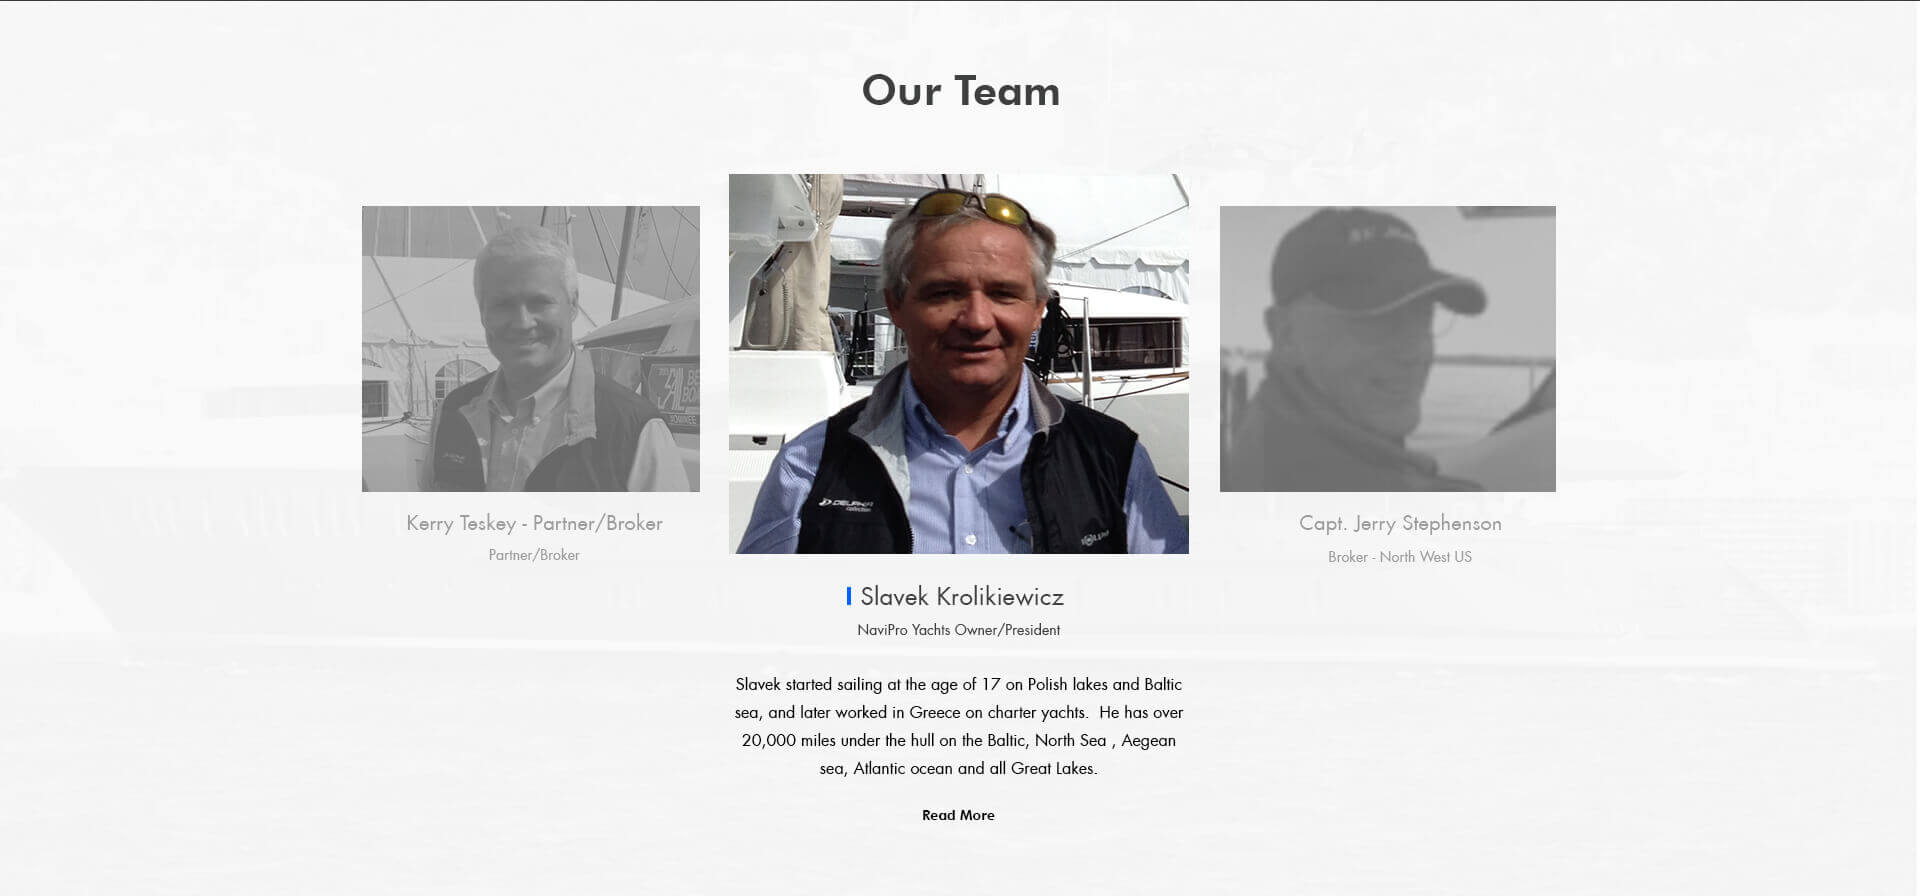 Our Team
SAIL
Kerry Teskey - Partner/Broker
Partner/Broker
Slavek Krolikiewicz
NaviPro Yachts Owner/President
Slavek started sailing at the age of 17 on Polish lakes and Baltic
sea, and later worked in Greece on charter yachts.  He has over
20,000 miles under the hull on the Baltic, North Sea , Aegean
sea, Atlantic ocean and all Great Lakes.
Read More
Capt. Jerry Stephenson
Broker - North West US